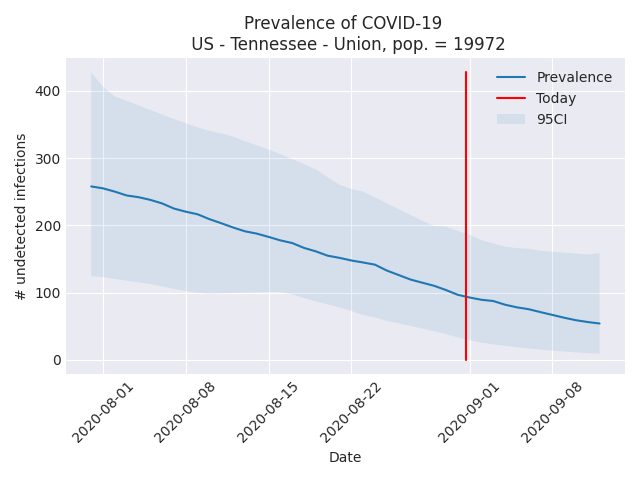 Prevalence of COVID-19
US - Tennessee - Union, pop. = 19972
Prevalence
Today
95CI
# undetected infections
400
300
200
100
0
2020-08-01
2020-08-08
2020-08-15
2020-08-22
2020-09-01
2020-09-08
Date